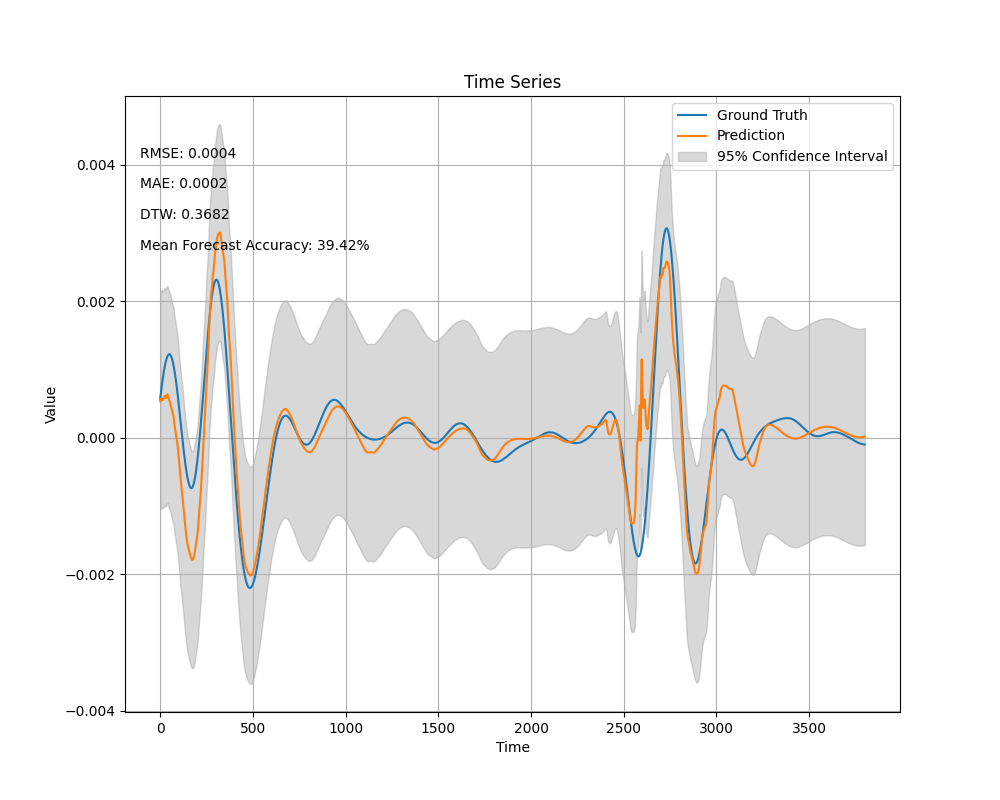 Time Series
Ground Truth
Prediction
95% Confidence Interval
RMSE: 0.0004
MAE: 0.0002
DTW: 0.3682
Mean Forecast Accuracy: 39.42%
0.004
0.002
0.000
−0.002
−0.004
Value
0 500 1000 1500 2000 2500 3000 3500
Time